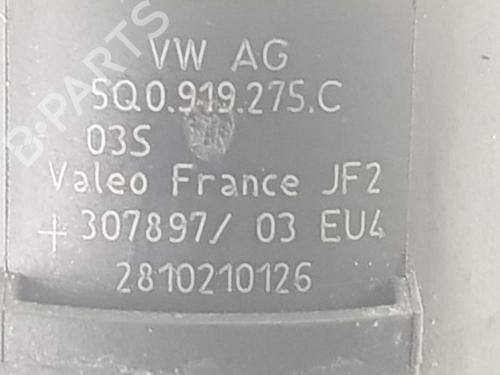 VW AG
5Q0.919.275.C
03S
Valeo France JF2
+307897/ 03 EU4
2810210126
B-PARTS